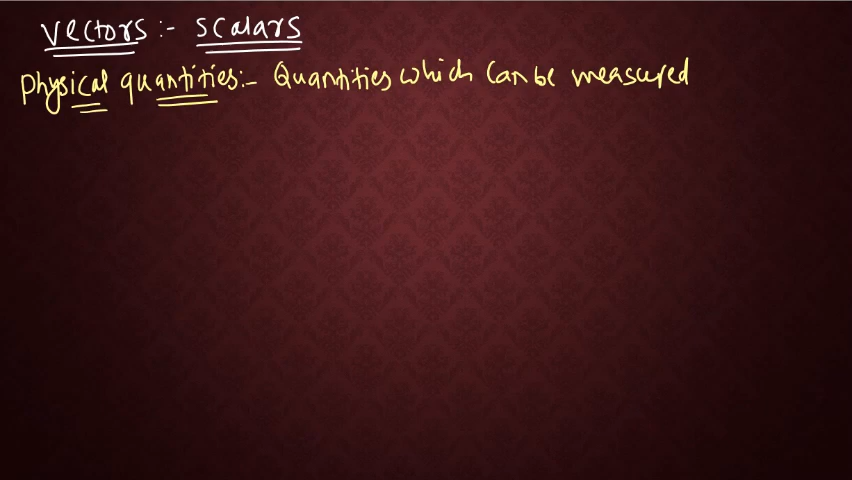 Vectors :- Scalars
Physical quantities :- Quantities which can be measured